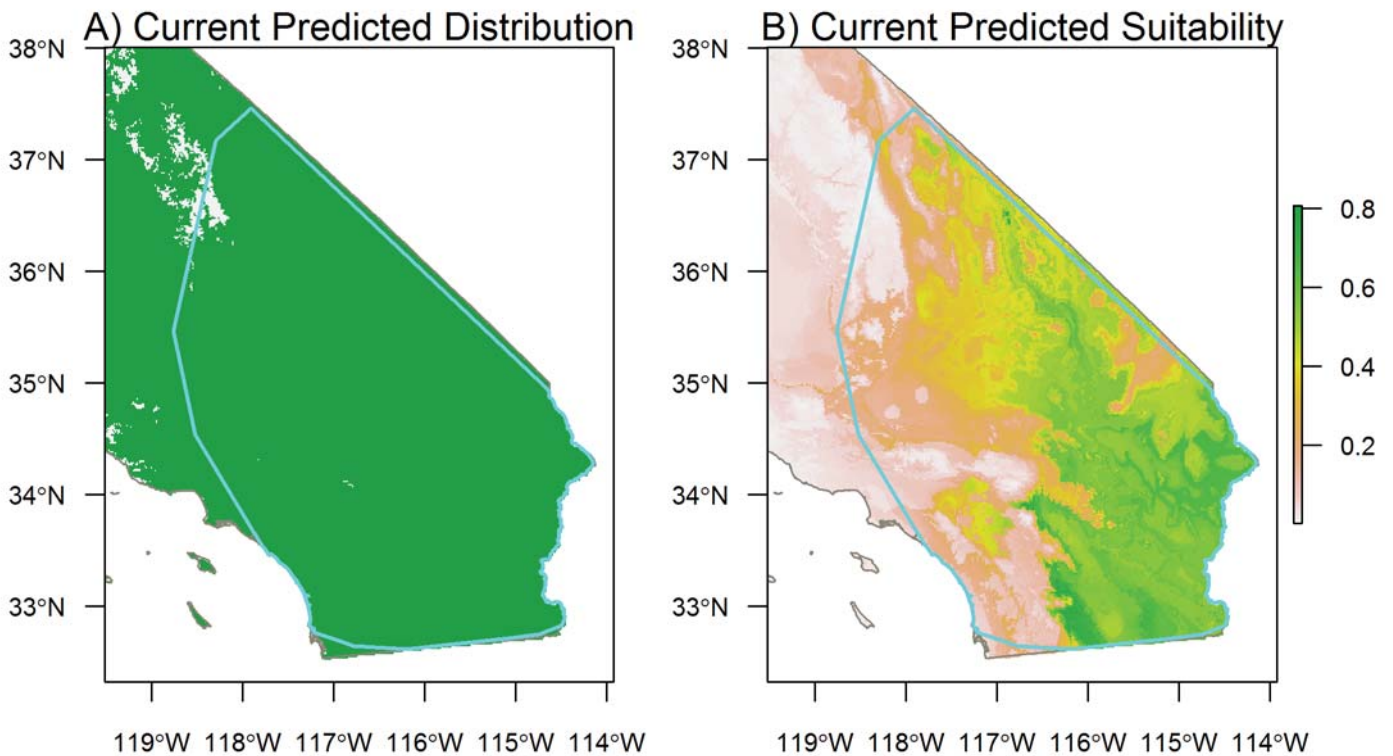 A) Current Predicted Distribution
38°N
37°N
36°N
35°N
34°N
33°N
119°W 118°W 117°W 116°W 115°W 114°W
B) Current Predicted Suitability
38°N
37°N
36°N
35°N
34°N
33°N
119°W 118°W 117°W 116°W 115°W 114°W
0.8
0.6
0.4
0.2